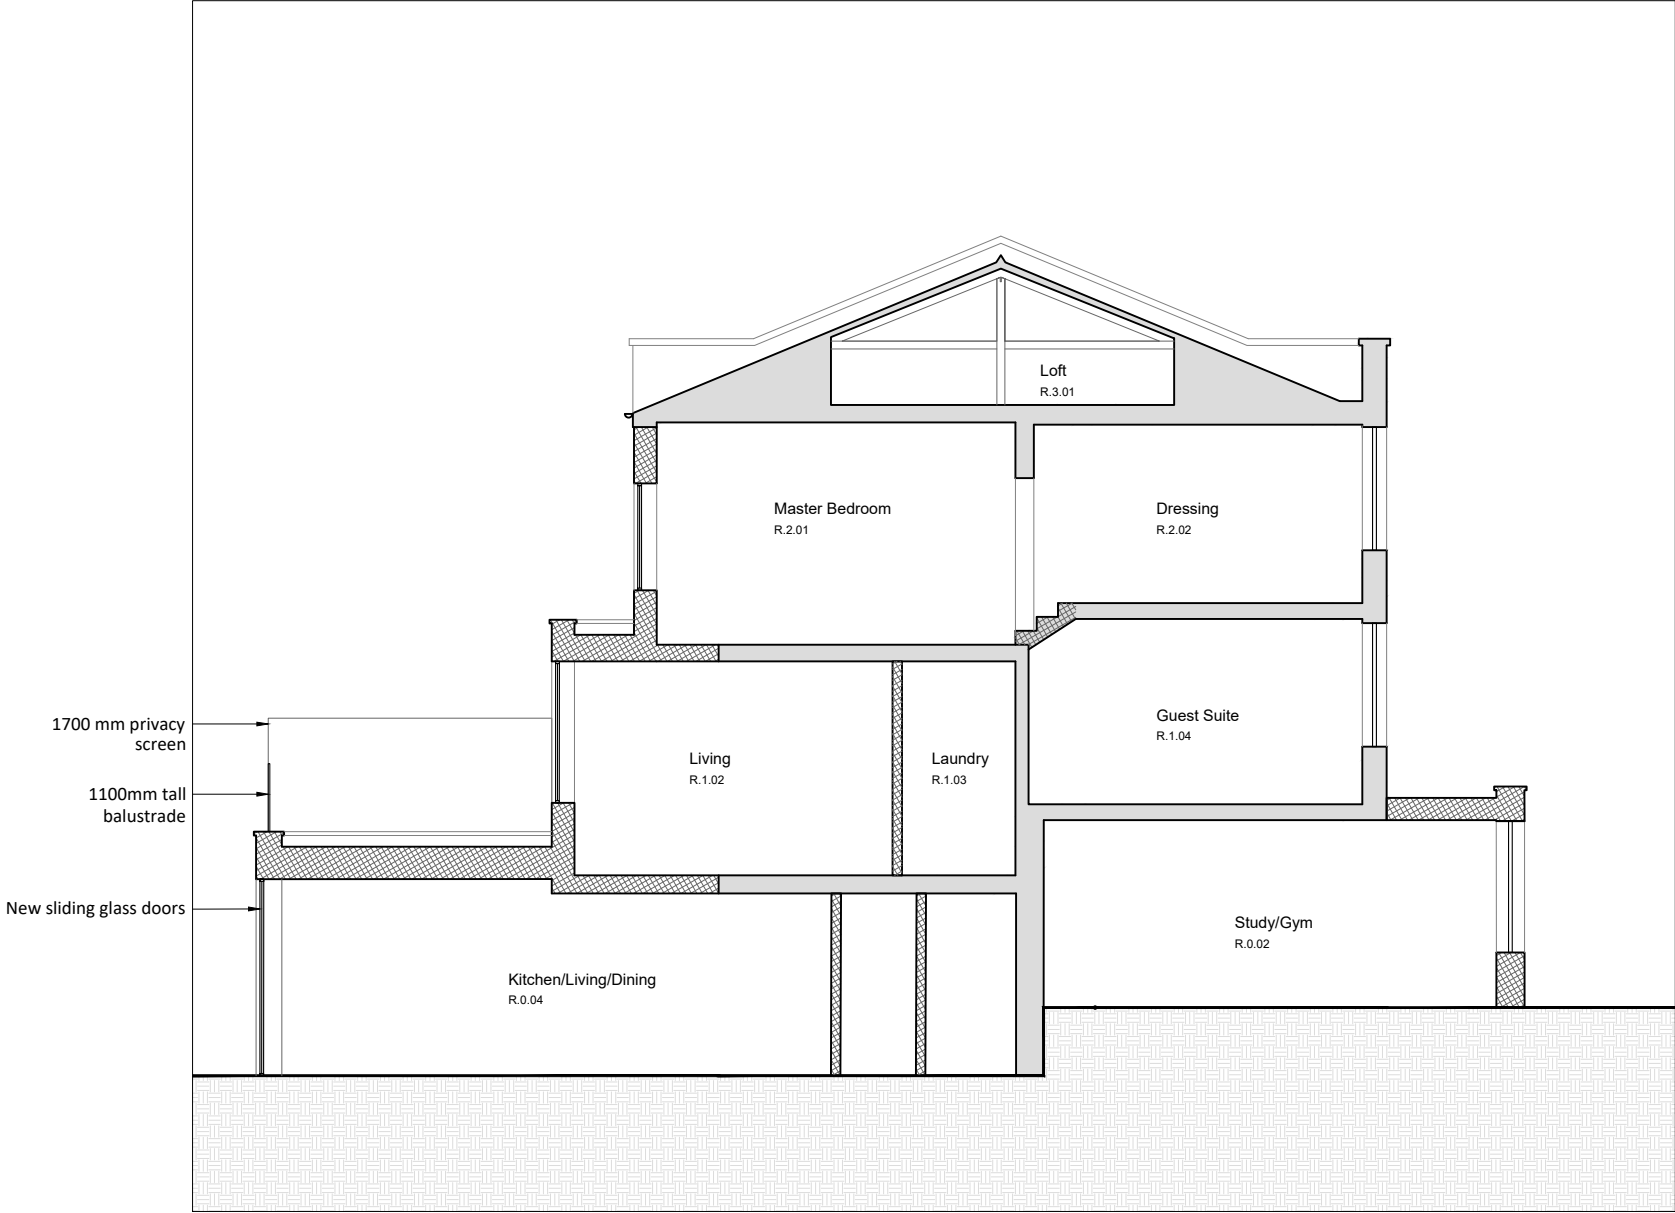 Loft
R.3.01
Master Bedroom
R.2.01
Dressing
R.2.02
1700 mm privacy
screen
1100mm tall
balustrade
Living
R.1.02
Laundry
R.1.03
Guest Suite
R.1.04
New sliding glass doors
Kitchen/Living/Dining
R.0.04
Study/Gym
R.0.02